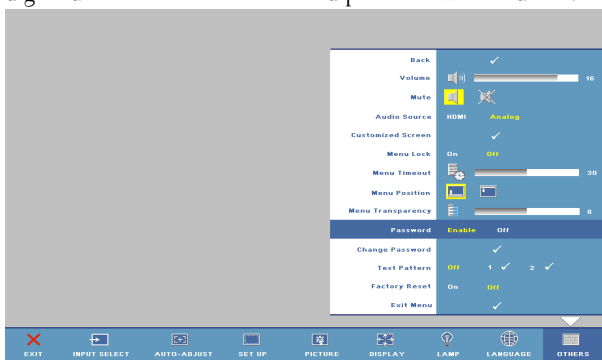 Back
Volume 16
Mute
Audio Source HDMI Analog
Customized Screen
Menu Lock On Off
Menu Timeout 30
Menu Position
Menu Transparency 8
Password Enable Off
Change Password
Test Pattern Off 1 2
Factory Reset On Off
Exit Menu
EXIT INPUT SELECT AUTO-ADJUST SET UP PICTURE DISPLAY LAMP LANGUAGE OTHERS